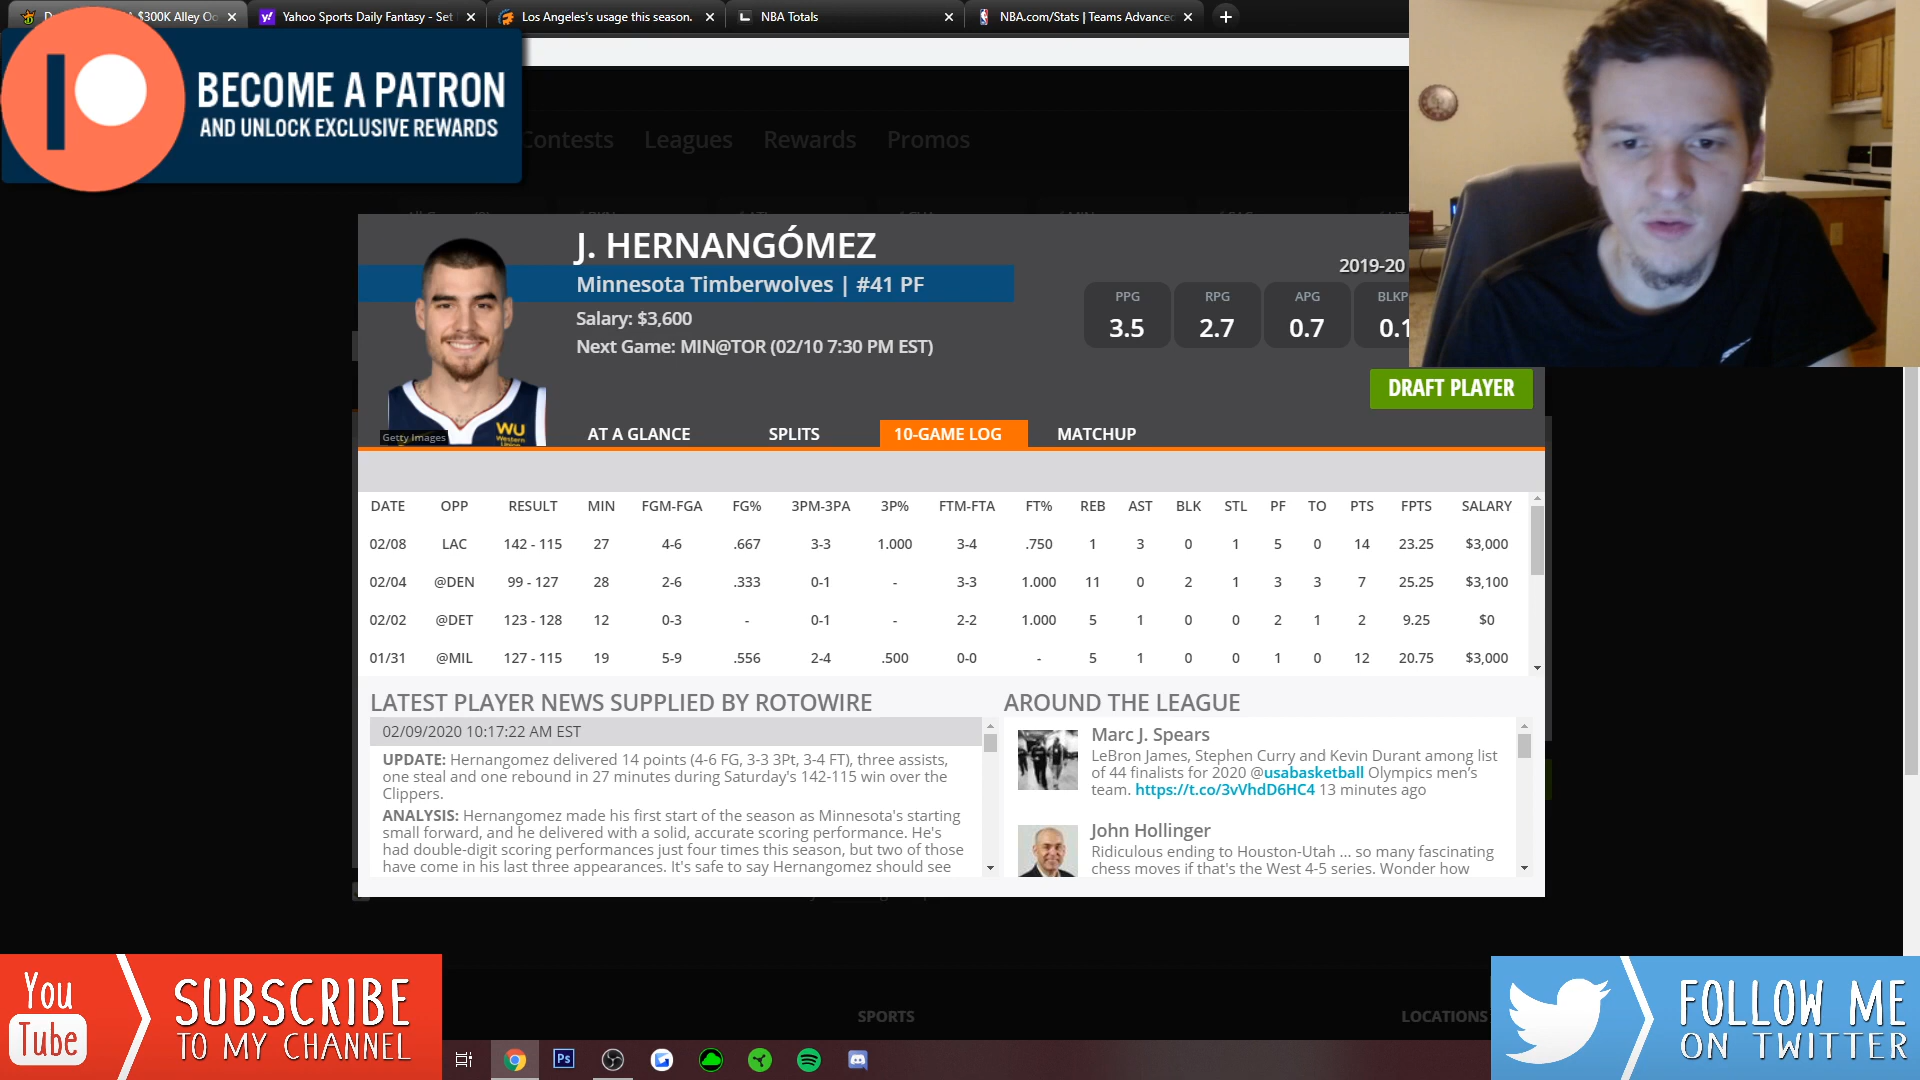 $300K Alley Oo
Yahoo Sports Daily Fantasy - Set
Los Angeles's usage this season.
NBA Totals
NBA.com/Stats | Teams Advanced
BECOME A PATRON
AND UNLOCK EXCLUSIVE REWARDS
Contests Leagues Rewards Promos
J. HERNANGÓMEZ
Minnesota Timberwolves | #41 PF
Salary: $3,600
Next Game: MIN@TOR (02/10 7:30 PM EST)
2019-20
PPG RPG APG BLKP
3.5 2.7 0.7 0.1
DRAFT PLAYER
WU
Western
Union
Getty Images
AT A GLANCE SPLITS 10-GAME LOG MATCHUP
DATE OPP RESULT MIN FGM-FGA FG% 3PM-3PA 3P% FTM-FTA FT% REB AST BLK STL PF TO PTS FPTS SALARY
02/08 LAC 142 - 115 27 4-6 .667 3-3 1.000 3-4 .750 1 3 0 1 5 0 14 23.25 $3,000
02/04 @DEN 99 - 127 28 2-6 .333 0-1 - 3-3 1.000 11 0 2 1 3 3 7 25.25 $3,100
02/02 @DET 123 - 128 12 0-3 - 0-1 - 2-2 1.000 5 1 0 0 2 1 2 9.25 $0
01/31 @MIL 127 - 115 19 5-9 .556 2-4 .500 0-0 - 5 1 0 0 1 0 12 20.75 $3,000
LATEST PLAYER NEWS SUPPLIED BY ROTOWIRE
02/09/2020 10:17:22 AM EST
UPDATE: Hernangomez delivered 14 points (4-6 FG, 3-3 3Pt, 3-4 FT), three assists,
one steal and one rebound in 27 minutes during Saturday's 142-115 win over the
Clippers.
ANALYSIS: Hernangomez made his first start of the season as Minnesota's starting
small forward, and he delivered with a solid, accurate scoring performance. He's
had double-digit scoring performances just four times this season, but two of those
have come in his last three appearances. It's safe to say Hernangomez should see
AROUND THE LEAGUE
Marc J. Spears
LeBron James, Stephen Curry and Kevin Durant among list
of 44 finalists for 2020 @usabasketball Olympics men's
team. https://t.co/3vVhdD6HC4 13 minutes ago
John Hollinger
Ridiculous ending to Houston-Utah ... so many fascinating
chess moves if that's the West 4-5 series. Wonder how
SPORTS
LOCATIONS
You
Tube
SUBSCRIBE
TO MY CHANNEL
Ps
FOLLOW ME
ON TWITTER